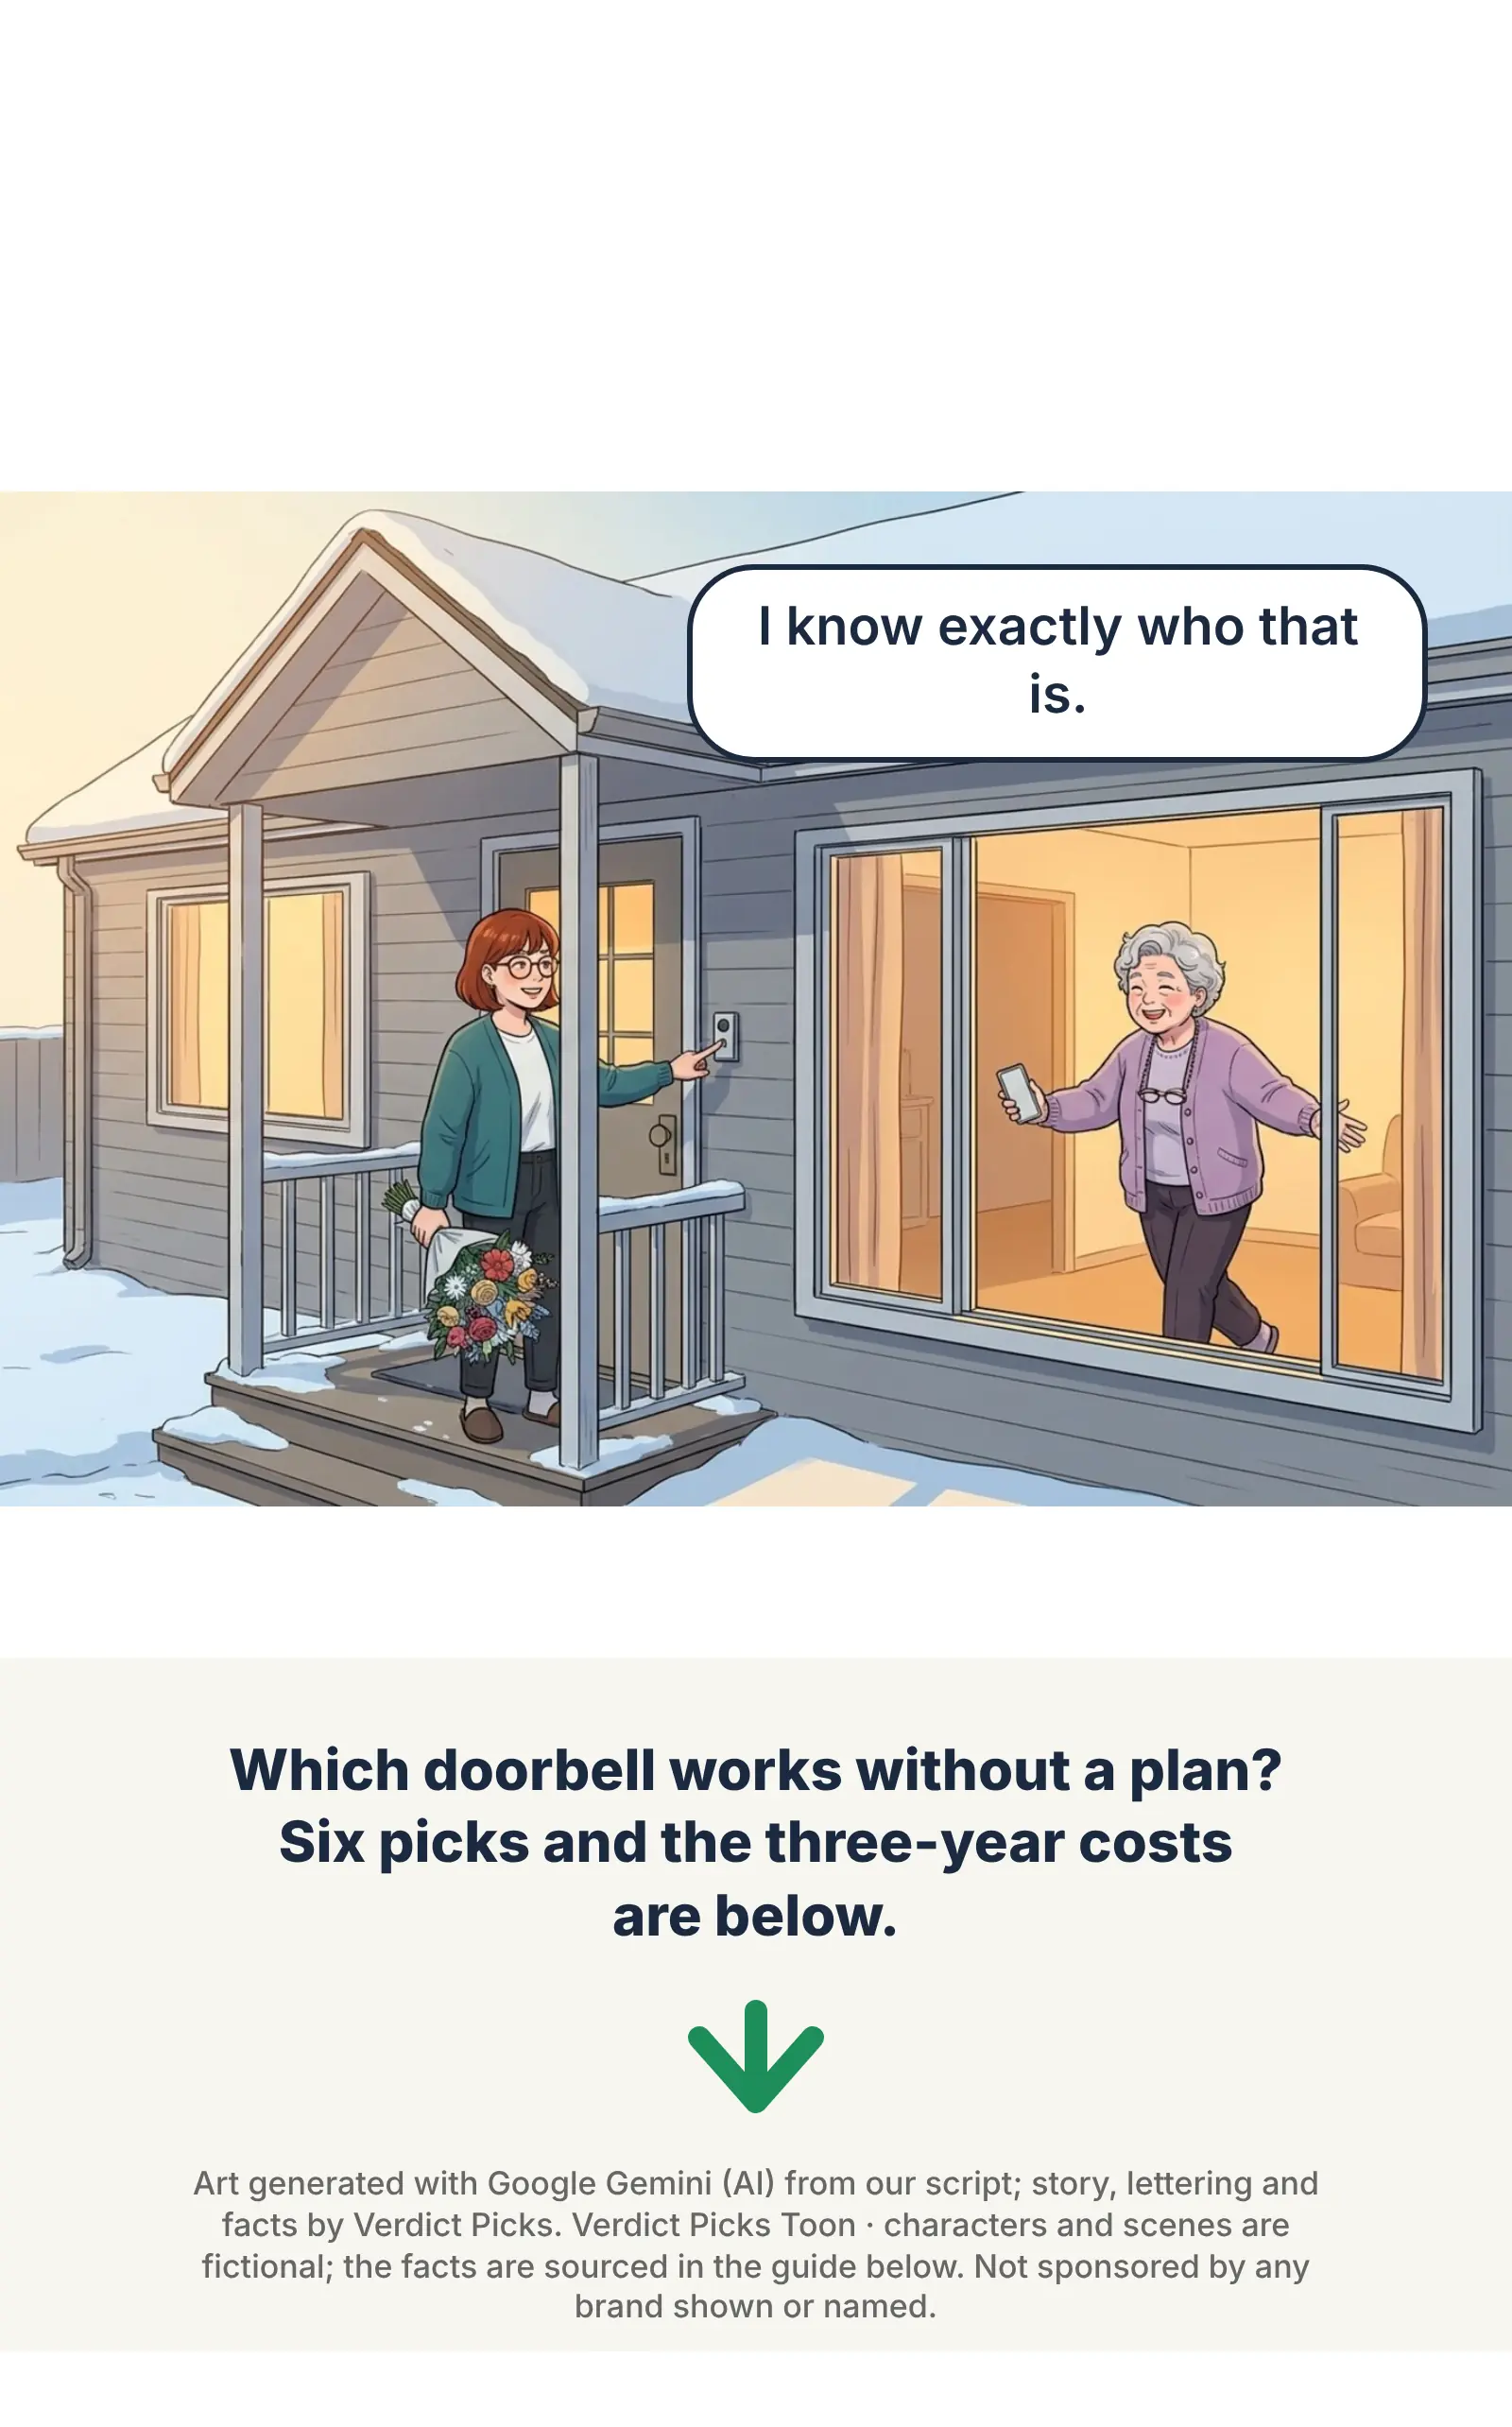 I know exactly who that
is.
Which doorbell works without a plan?
Six picks and the three-year costs
are below.
Art generated with Google Gemini (AI) from our script; story, lettering and
facts by Verdict Picks. Verdict Picks Toon · characters and scenes are
fictional; the facts are sourced in the guide below. Not sponsored by any
brand shown or named.